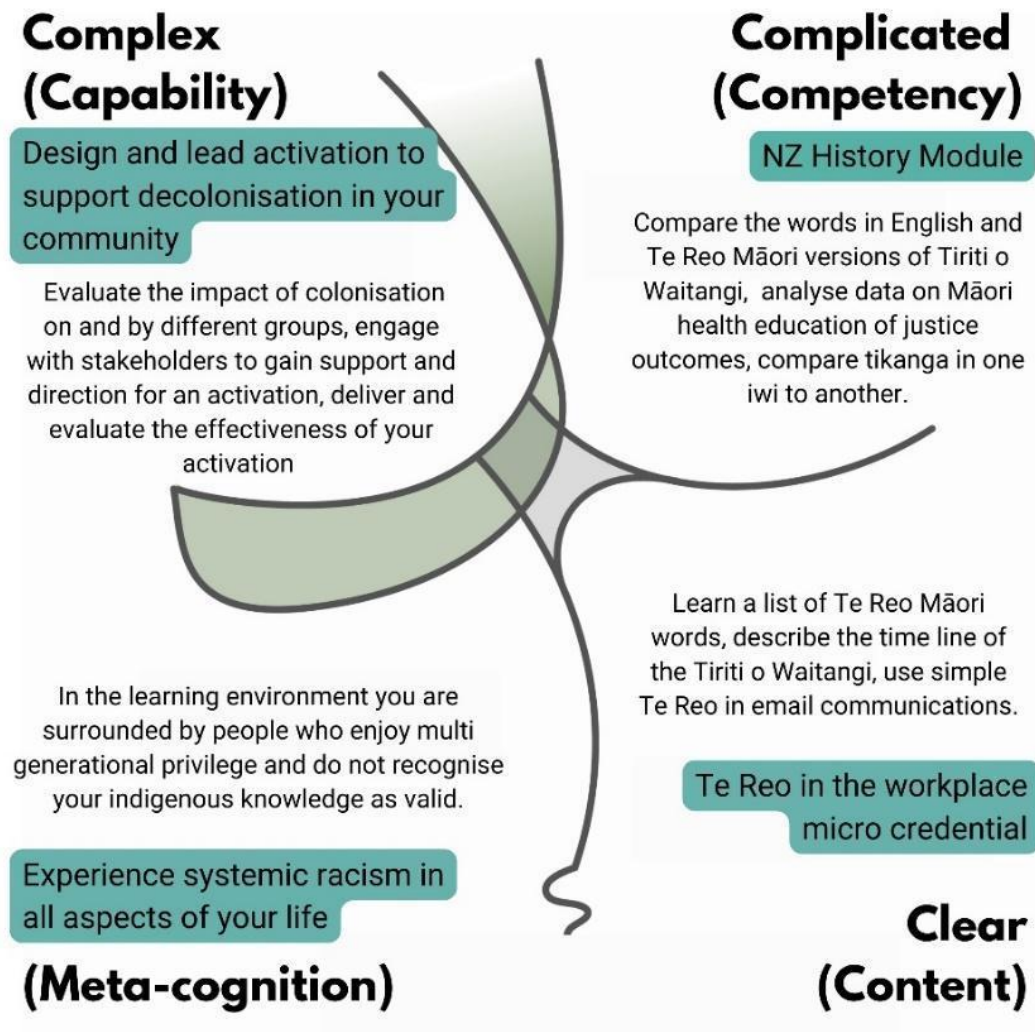 Complex
(Capability)
Design and lead activation to
support decolonisation in your
community
Evaluate the impact of colonisation
on and by different groups, engage
with stakeholders to gain support and
direction for an activation, deliver and
evaluate the effectiveness of your
activation
Complicated
(Competency)
NZ History Module
Compare the words in English and
Te Reo Māori versions of Tiriti o
Waitangi, analyse data on Māori
health education of justice
outcomes, compare tikanga in one
iwi to another.
In the learning environment you are
surrounded by people who enjoy multi
generational privilege and do not recognise
your indigenous knowledge as valid.
Experience systemic racism in
all aspects of your life
(Meta-cognition)
Learn a list of Te Reo Māori
words, describe the time line of
the Tiriti o Waitangi, use simple
Te Reo in email communications.
Te Reo in the workplace
micro credential
Clear
(Content)